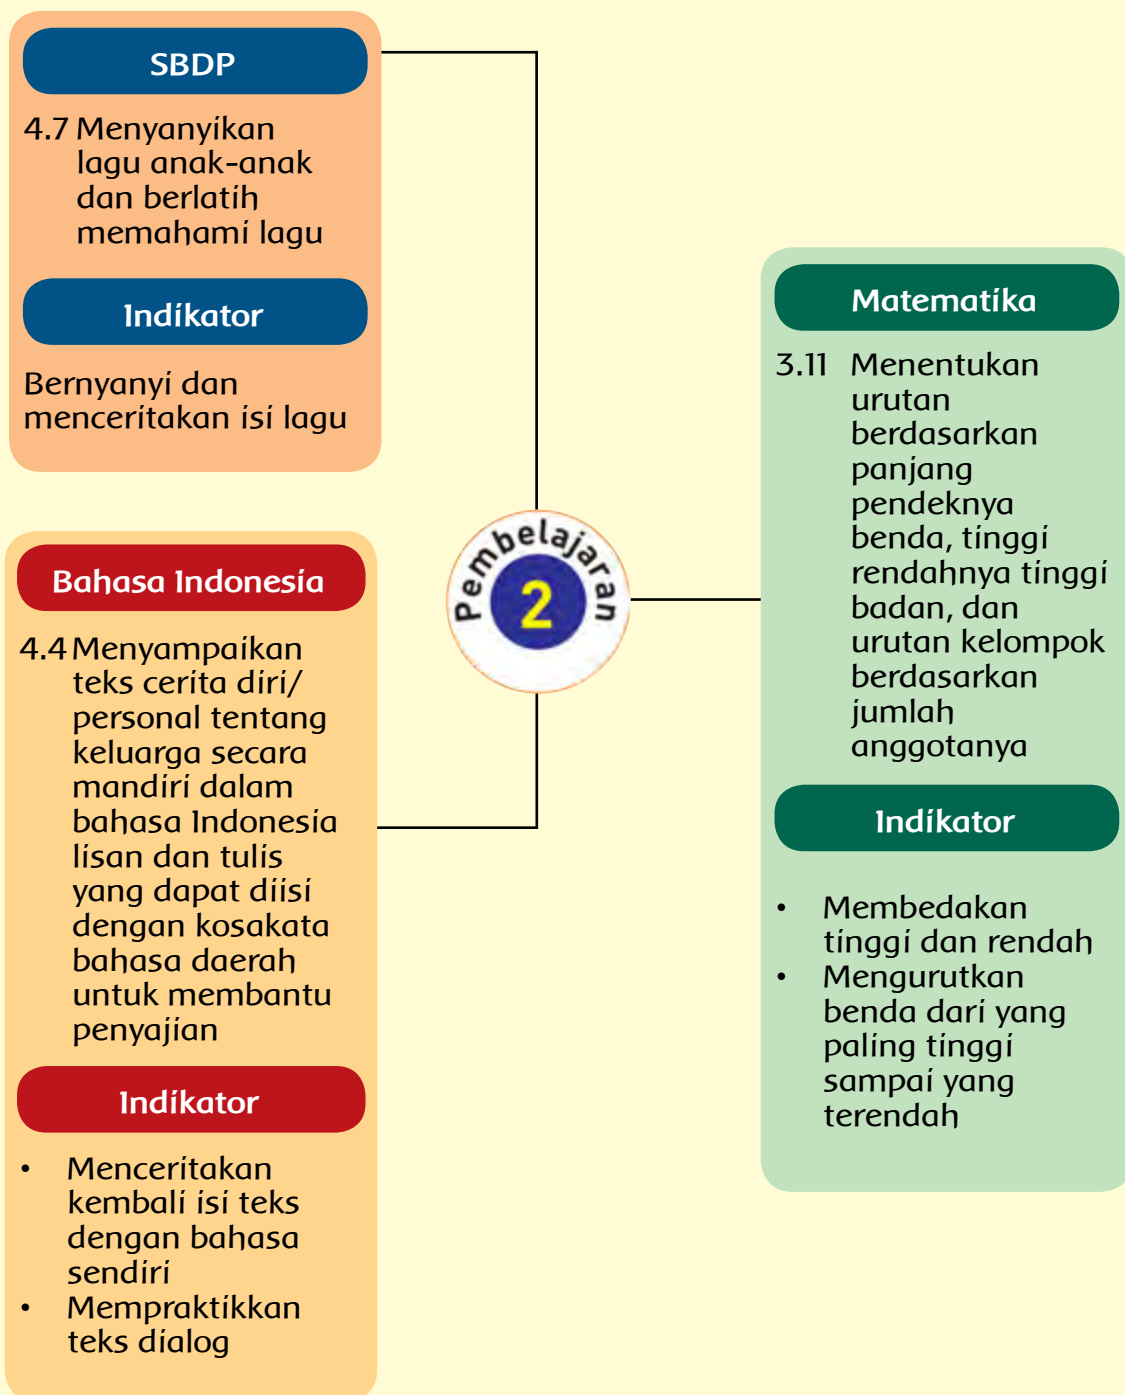 SBDP
4.7 Menyanyikan
lagu anak-anak
dan berlatih
memahami lagu
Indikator
Bernyanyi dan
menceritakan isi lagu
Bahasa Indonesia
4.4 Menyampaikan
teks cerita diri/
personal tentang
keluarga secara
mandiri dalam
bahasa Indonesia
lisan dan tulis
yang dapat diisi
dengan kosakata
bahasa daerah
untuk membantu
penyajian
Indikator
• Menceritakan
kembali isi teks
dengan bahasa
sendiri
• Mempraktikkan
teks dialog
Pembelajaran
2
Matematika
3.11 Menentukan
urutan
berdasarkan
panjang
pendeknya
benda, tinggi
rendahnya tinggi
badan, dan
urutan kelompok
berdasarkan
jumlah
anggotanya
Indikator
• Membedakan
tinggi dan rendah
• Mengurutkan
benda dari yang
paling tinggi
sampai yang
terendah